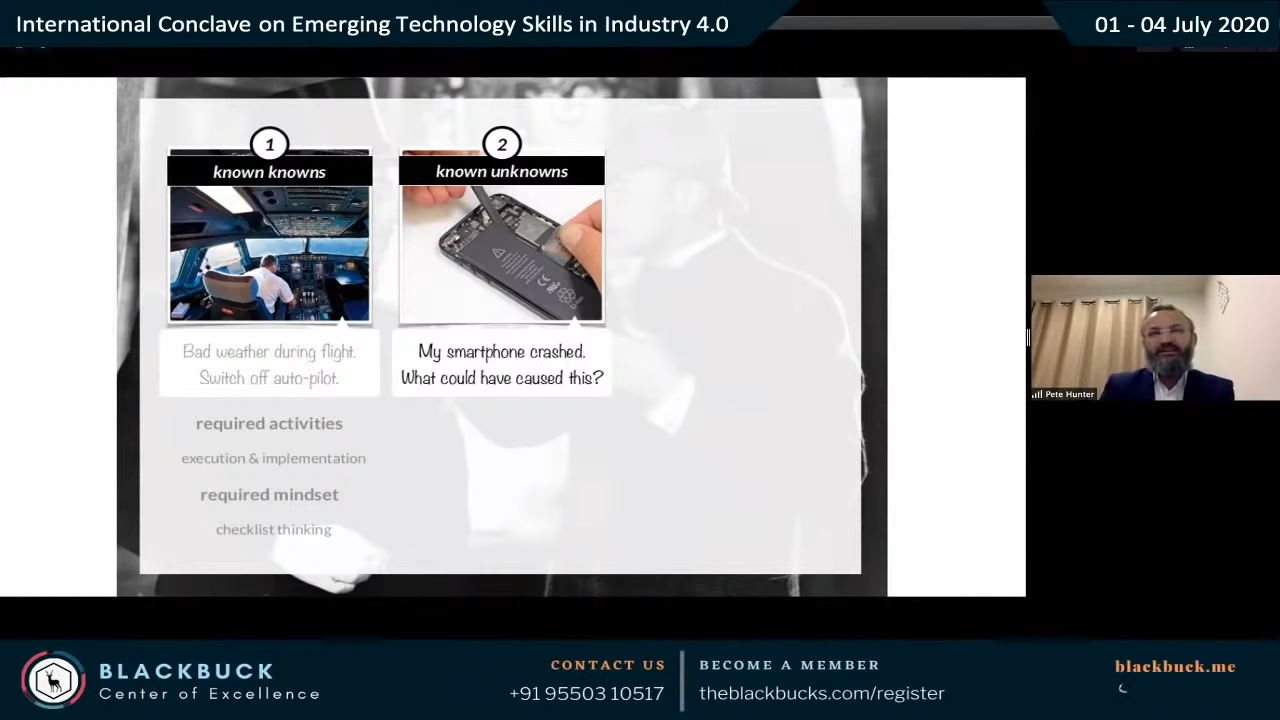 International Conclave on Emerging Technology Skills in Industry 4.0
01 - 04 July 2020
1
known knowns
2
known unknowns
Bad weather during flight.
Switch off auto-pilot.
My smartphone crashed.
What could have caused this?
required activities
execution & implementation
required mindset
checklist thinking
Pete Hunter
BLACKBUCK
Center of Excellence
CONTACT US
+91 95503 10517
BECOME A MEMBER
theblackbucks.com/register
blackbuck.me